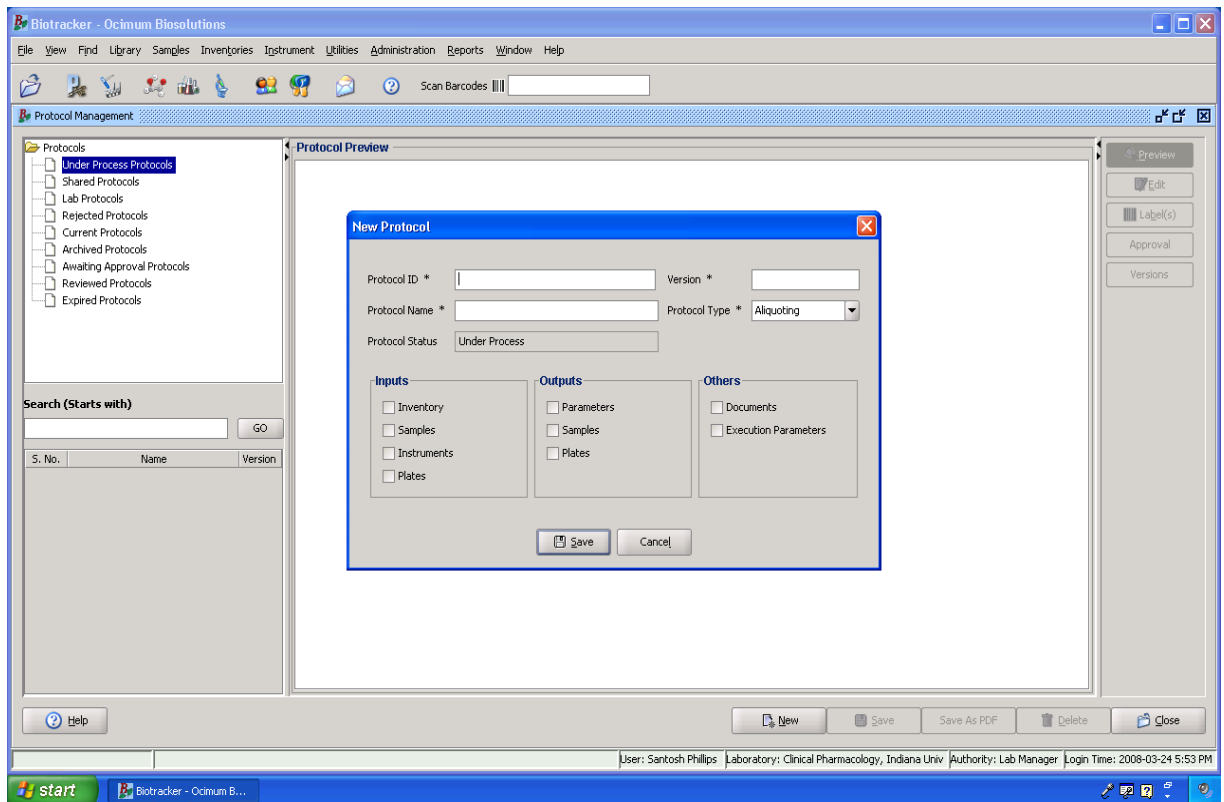 Biotracker - Ocimum Biosolutions
File View Find Library Samples Inventories Instrument Utilities Administration Reports Window Help
Scan Barcodes
Protocol Management
Protocols
Under Process Protocols
Shared Protocols
Lab Protocols
Rejected Protocols
Current Protocols
Archived Protocols
Awaiting Approval Protocols
Reviewed Protocols
Expired Protocols
Search (Starts with)
GO
S. No. Name Version
Protocol Preview
New Protocol
Protocol ID * Version *
Protocol Name * Protocol Type * Aliquoting
Protocol Status Under Process
Inputs
Inventory
Samples
Instruments
Plates
Outputs
Parameters
Samples
Plates
Others
Documents
Execution Parameters
Save Cancel
Preview
Edit
Label(s)
Approval
Versions
Help New Save Save As PDF Delete Close
User: Santosh Phillips Laboratory: Clinical Pharmacology, Indiana Univ Authority: Lab Manager Login Time: 2008-03-24 5:53 PM
start Biotracker - Ocimum B...